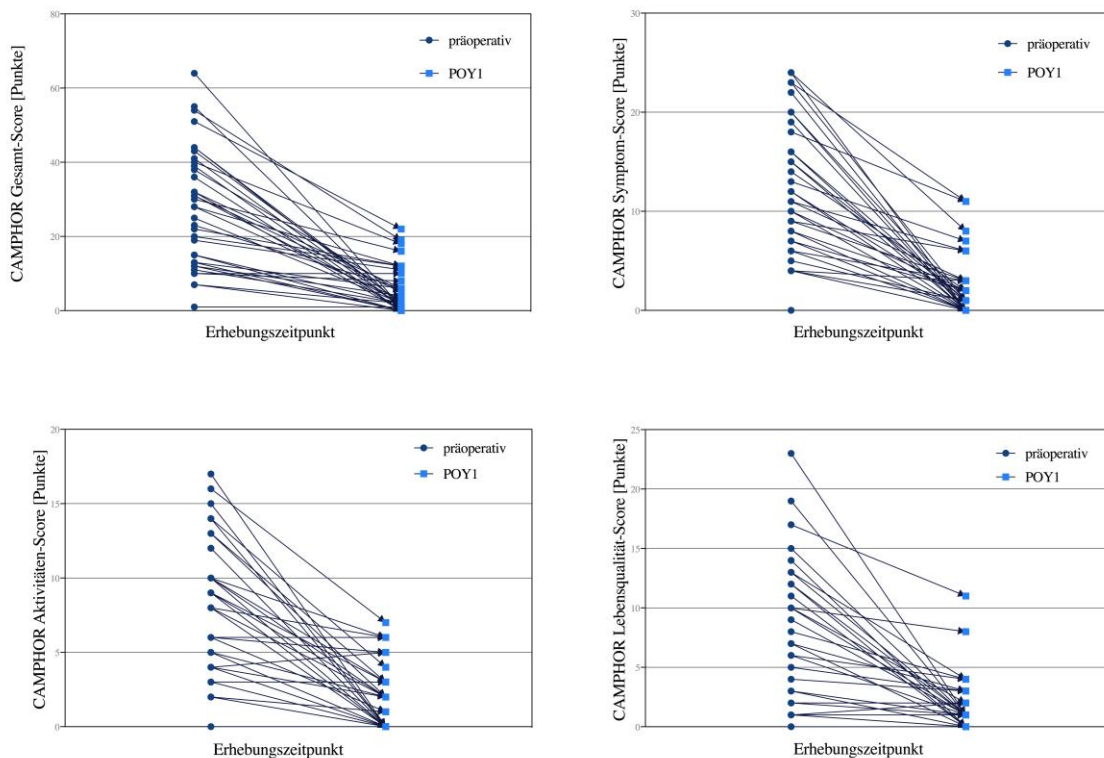 CAMPHOR Gesamt-Score [Punkte]
80
60
40
20
0
präoperativ
POY1
Erhebungszeitpunkt
CAMPHOR Symptom-Score [Punkte]
30
20
10
0
präoperativ
POY1
Erhebungszeitpunkt
CAMPHOR Aktivitäten-Score [Punkte]
20
15
10
5
0
präoperativ
POY1
Erhebungszeitpunkt
CAMPHOR Lebensqualität-Score [Punkte]
25
20
15
10
5
0
präoperativ
POY1
Erhebungszeitpunkt